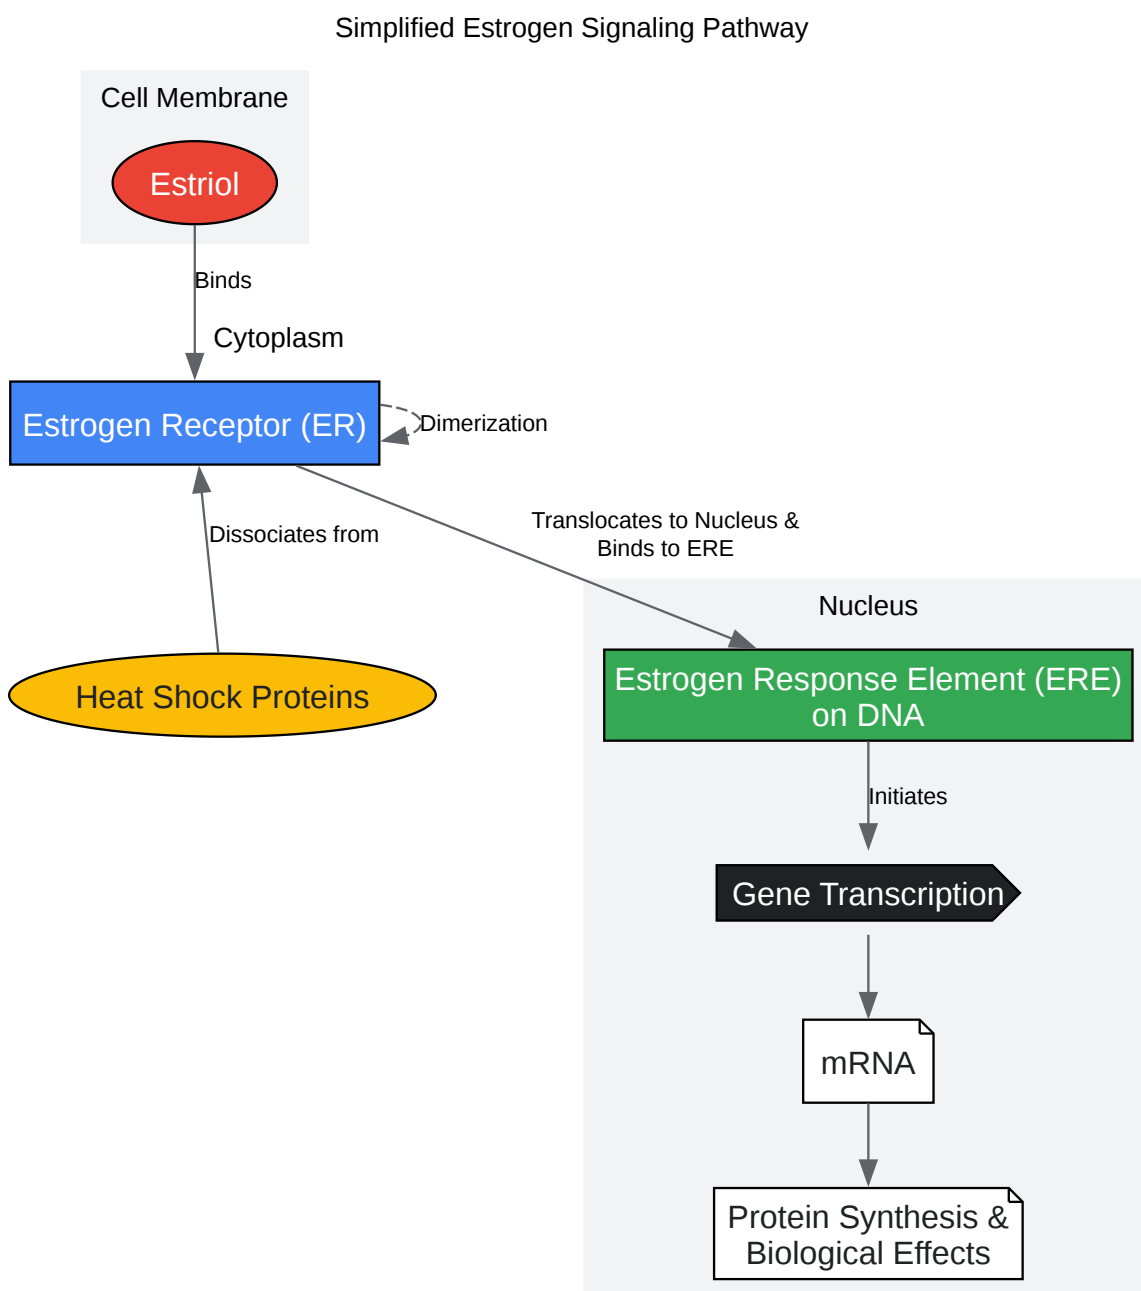 Simplified Estrogen Signaling Pathway
Cell Membrane
Estriol
Binds
Cytoplasm
Estrogen Receptor (ER)
Dimerization
Dissociates from
Translocates to Nucleus &
Binds to ERE
Heat Shock Proteins
Nucleus
Estrogen Response Element (ERE)
on DNA
Initiates
Gene Transcription
mRNA
Protein Synthesis &
Biological Effects